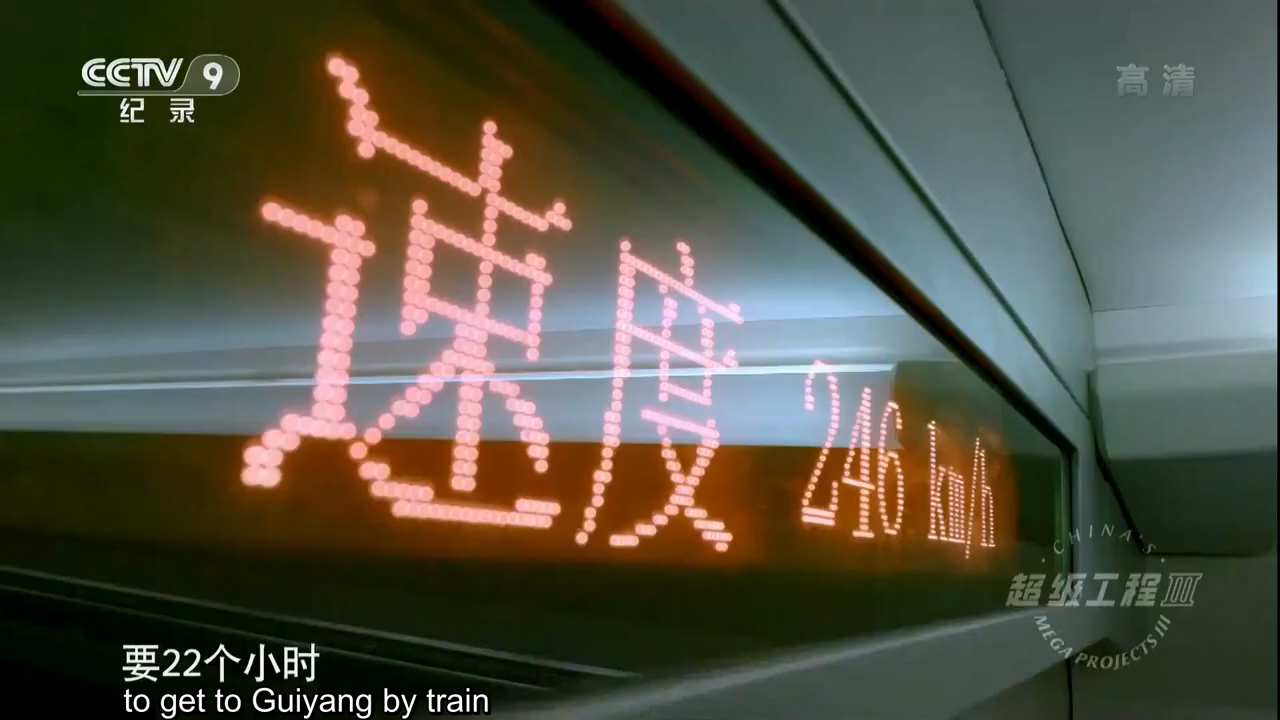 CCTV 9
纪录
高清
速度 246 km/h
CHINA'S
超级工程III
MEGA PROJECTS III
要22个小时
to get to Guiyang by train